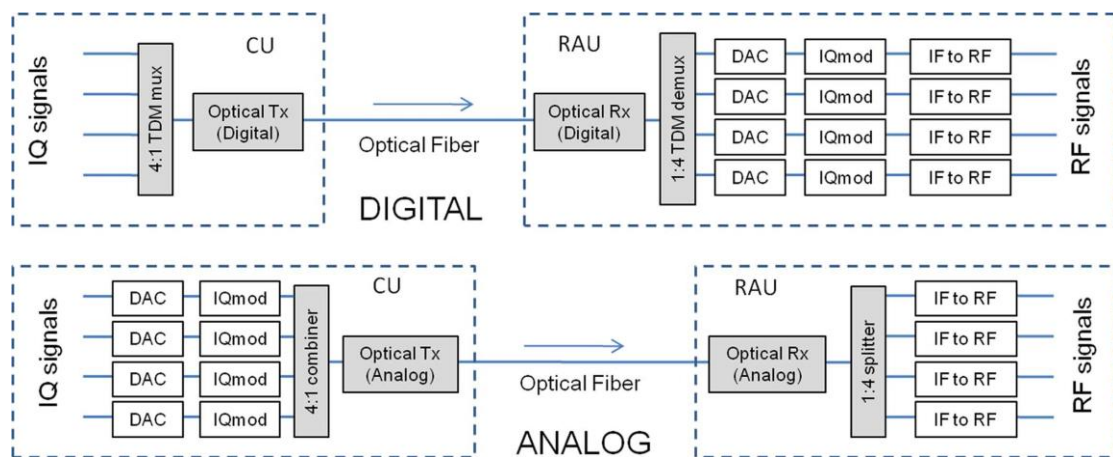 CU
RAU
IQ signals
4:1 TDM mux
Optical Tx
(Digital)
Optical Fiber
Optical Rx
(Digital)
1:4 TDM demux
DAC IQmod IF to RF
DAC IQmod IF to RF
DAC IQmod IF to RF
DAC IQmod IF to RF
RF signals
DIGITAL
CU
RAU
IQ signals
DAC IQmod
DAC IQmod
DAC IQmod
DAC IQmod
4:1 combiner
Optical Tx
(Analog)
Optical Fiber
Optical Rx
(Analog)
1:4 splitter
IF to RF
IF to RF
IF to RF
IF to RF
RF signals
ANALOG